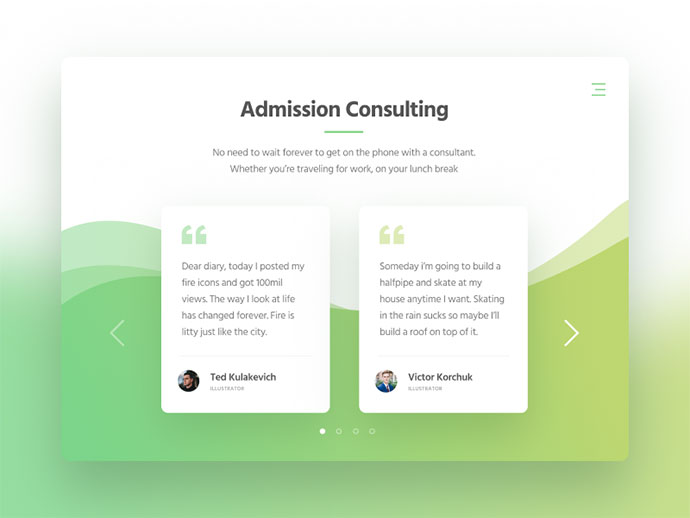 Admission Consulting
No need to wait forever to get on the phone with a consultant.
Whether you're traveling for work, on your lunch break
Dear diary, today I posted my
fire icons and got 100mil
views. The way I look at life
has changed forever. Fire is
litty just like the city.
Ted Kulakevich
ILLUSTRATOR
Someday i'm going to build a
halfpipe and skate at my
house anytime I want. Skating
in the rain sucks so maybe I'll
build a roof on top of it.
Victor Korchuk
ILLUSTRATOR